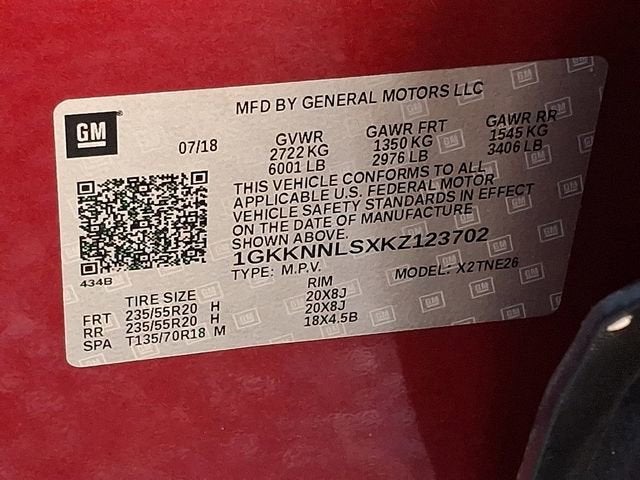 MFD BY GENERAL MOTORS LLC
GM
07/18
GVWR GAWR FRT GAWR RR
2722 KG 1350 KG 1545 KG
6001 LB 2976 LB 3406 LB
THIS VEHICLE CONFORMS TO ALL
APPLICABLE U.S. FEDERAL MOTOR
VEHICLE SAFETY STANDARDS IN EFFECT
ON THE DATE OF MANUFACTURE
SHOWN ABOVE.
1GKKNNLSXKZ123702
TYPE: M.P.V. MODEL: X2TNE26
434B
TIRE SIZE RIM
FRT 235/55R20 H 20X8J
RR 235/55R20 H 20X8J
SPA T135/70R18 M 18X4.5B